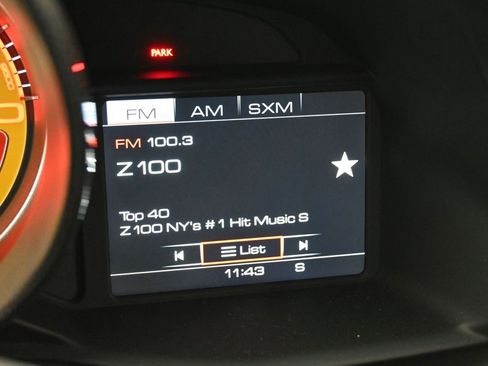 PARK
FM AM SXM
FM 100.3
Z100
Top 40
Z100 NY's #1 Hit Music S
List
11:43 S